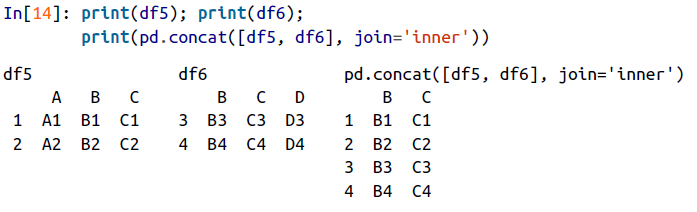 In[14]: print(df5); print(df6);
        print(pd.concat([df5, df6], join='inner'))
df5               df6              pd.concat([df5, df6], join='inner')
     A   B   C        B   C   D        B   C
 1  A1  B1  C1    3  B3  C3  D3    1  B1  C1
 2  A2  B2  C2    4  B4  C4  D4    2  B2  C2
                                   3  B3  C3
                                   4  B4  C4